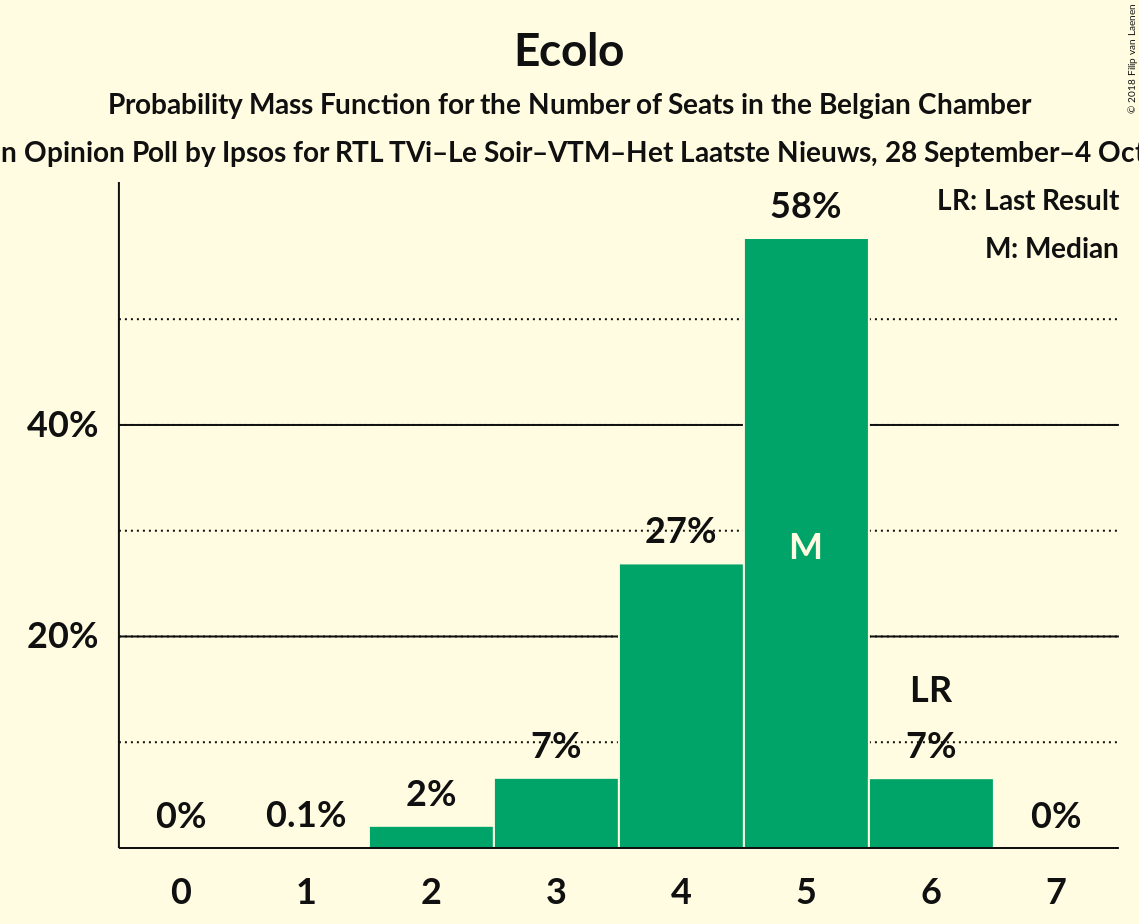 Ecolo
Probability Mass Function for the Number of Seats in the Belgian Chamber
n Opinion Poll by Ipsos for RTL TVi–Le Soir–VTM–Het Laatste Nieuws, 28 September–4 Oct
© 2018 Filip van Laenen
LR: Last Result
M: Median
58%
40%
27%
M
20%
LR
7%
7%
2%
0%
0.1%
0%
0 1 2 3 4 5 6 7